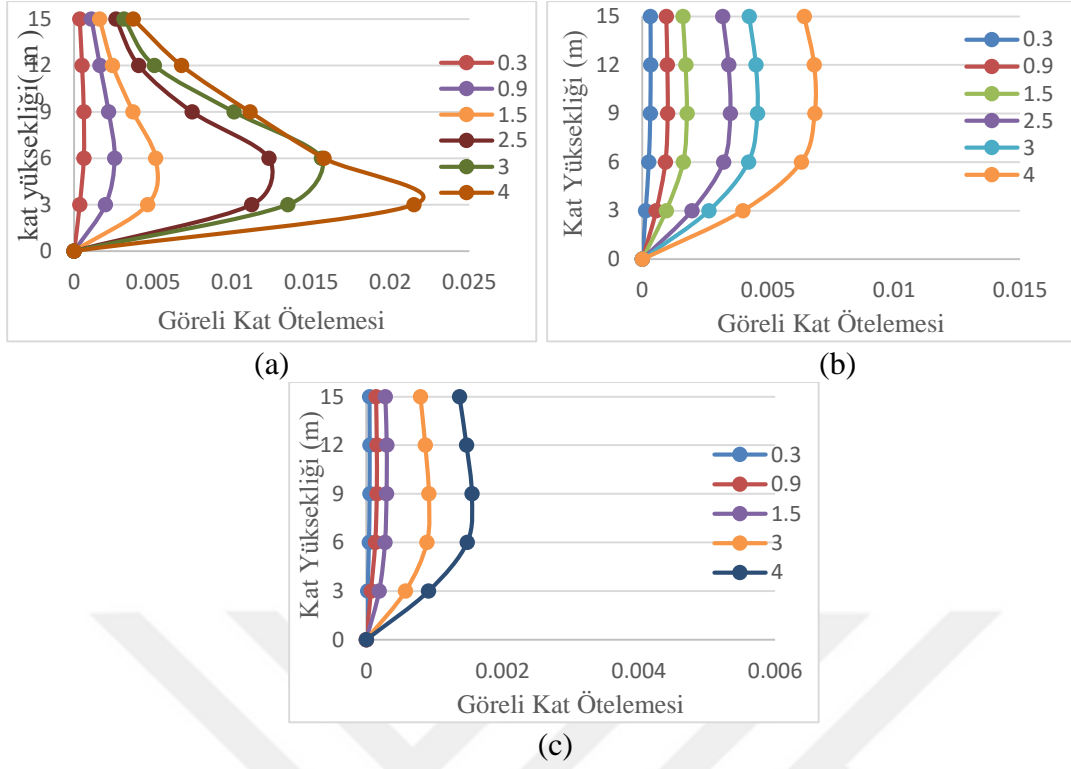 kat yüksekliği( m )
15
12
9
6
3
0
0 0.005 0.01 0.015 0.02 0.025
Göreli Kat Ötelemesi
0.3
0.9
1.5
2.5
3
4
(a)
Kat Yüksekliği (m)
15
12
9
6
3
0
0 0.005 0.01 0.015
Göreli Kat Ötelemesi
0.3
0.9
1.5
2.5
3
4
(b)
Kat Yüksekliği (m)
15
12
9
6
3
0
0 0.002 0.004 0.006
Göreli Kat Ötelemesi
0.3
0.9
1.5
3
4
(c)